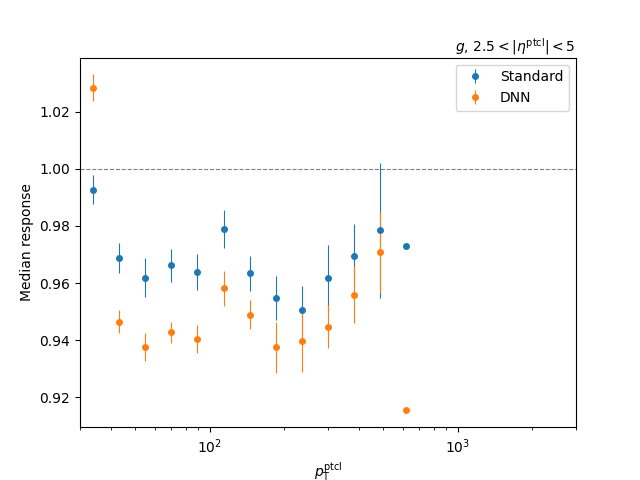 g, 2.5 < |η^ptcl| < 5
Standard
DNN
1.02
1.00
0.98
0.96
0.94
0.92
Median response
10^2
10^3
p_T^ptcl